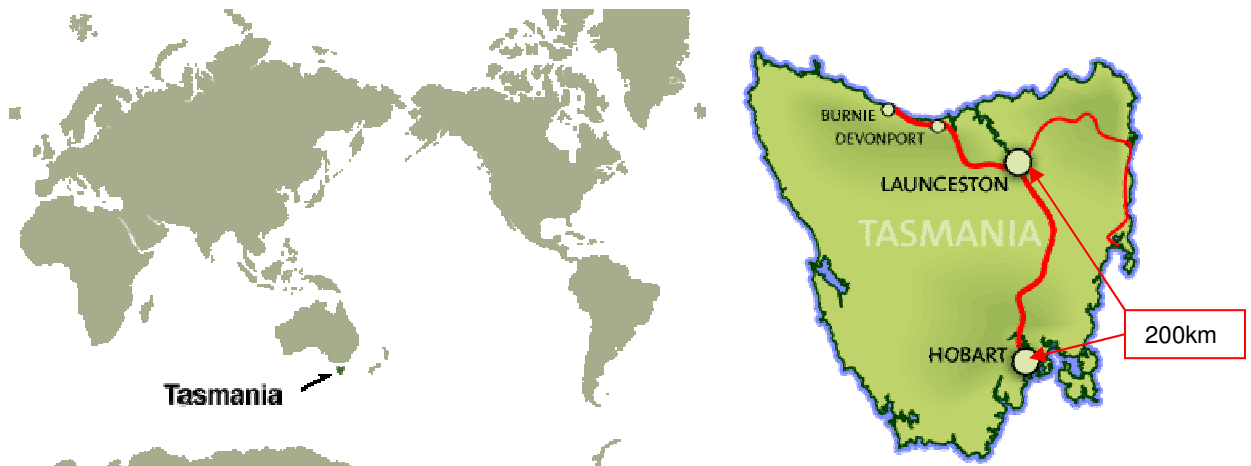 Tasmania
BURNIE
DEVONPORT
LAUNCESTON
TASMANIA
200km
HOBART